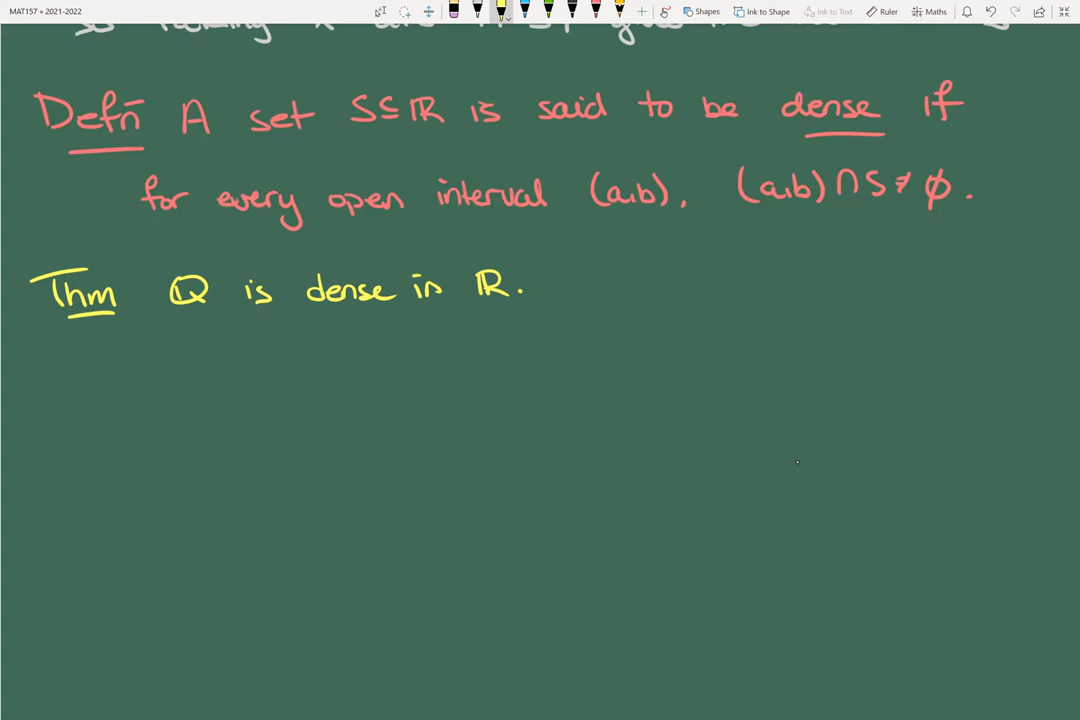 MAT157 » 2021-2022
Shapes Ink to Shape Ink to Text Ruler Maths
Defn̄ A set S⊆ℝ is said to be dense if
for every open interval (a,b), (a,b)∩S≠∅.
Thm ℚ is dense in ℝ.